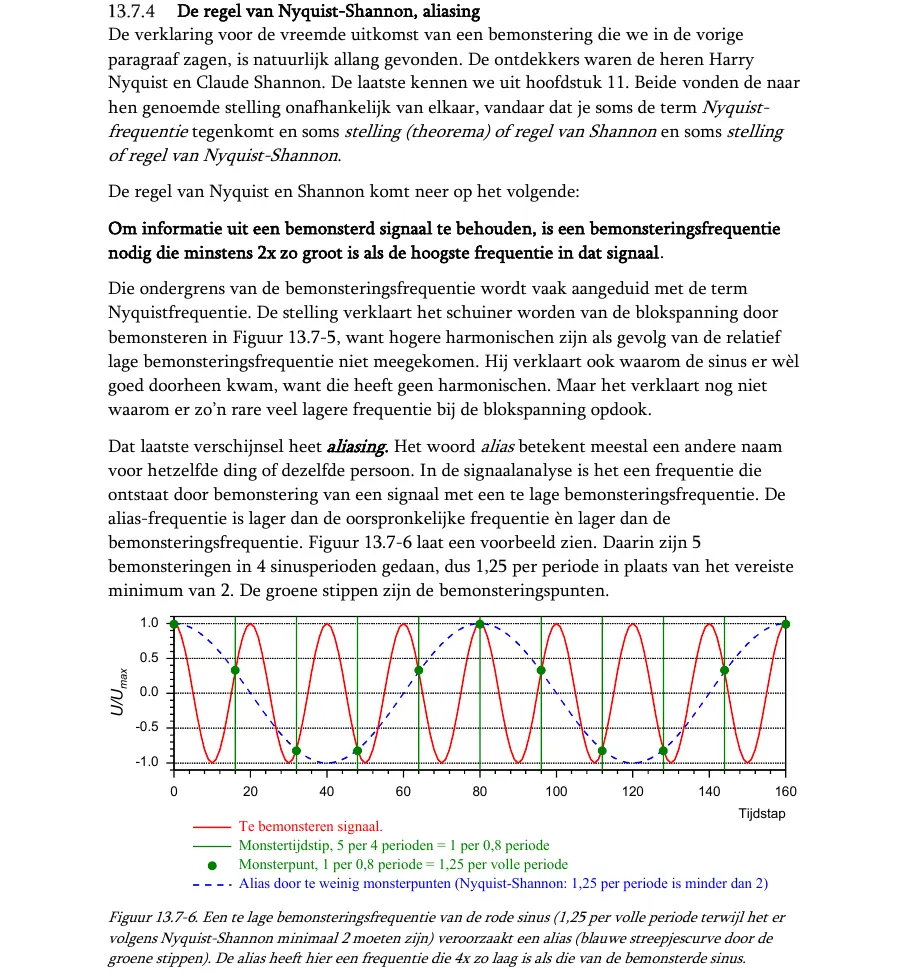 13.7.4 De regel van Nyquist-Shannon, aliasing
De verklaring voor de vreemde uitkomst van een bemonstering die we in de vorige
paragraaf zagen, is natuurlijk allang gevonden. De ontdekkers waren de heren Harry
Nyquist en Claude Shannon. De laatste kennen we uit hoofdstuk 11. Beide vonden de naar
hen genoemde stelling onafhankelijk van elkaar, vandaar dat je soms de term Nyquist-
frequentie tegenkomt en soms stelling (theorema) of regel van Shannon en soms stelling
of regel van Nyquist-Shannon.
De regel van Nyquist en Shannon komt neer op het volgende:
Om informatie uit een bemonsterd signaal te behouden, is een bemonsteringsfrequentie
nodig die minstens 2x zo groot is als de hoogste frequentie in dat signaal.
Die ondergrens van de bemonsteringsfrequentie wordt vaak aangeduid met de term
Nyquistfrequentie. De stelling verklaart het schuiner worden van de blokspanning door
bemonsteren in Figuur 13.7-5, want hogere harmonischen zijn als gevolg van de relatief
lage bemonsteringsfrequentie niet meegekomen. Hij verklaart ook waarom de sinus er wèl
goed doorheen kwam, want die heeft geen harmonischen. Maar het verklaart nog niet
waarom er zo'n rare veel lagere frequentie bij de blokspanning opdook.
Dat laatste verschijnsel heet aliasing. Het woord alias betekent meestal een andere naam
voor hetzelfde ding of dezelfde persoon. In de signaalanalyse is het een frequentie die
ontstaat door bemonstering van een signaal met een te lage bemonsteringsfrequentie. De
alias-frequentie is lager dan de oorspronkelijke frequentie èn lager dan de
bemonsteringsfrequentie. Figuur 13.7-6 laat een voorbeeld zien. Daarin zijn 5
bemonsteringen in 4 sinusperioden gedaan, dus 1,25 per periode in plaats van het vereiste
minimum van 2. De groene stippen zijn de bemonsteringspunten.
1.0
0.5
0.0
-0.5
-1.0
U/Umax
0 20 40 60 80 100 120 140 160
Tijdstap
Te bemonsteren signaal.
Monstertijdstip, 5 per 4 perioden = 1 per 0,8 periode
Monsterpunt, 1 per 0,8 periode = 1,25 per volle periode
Alias door te weinig monsterpunten (Nyquist-Shannon: 1,25 per periode is minder dan 2)
Figuur 13.7-6. Een te lage bemonsteringsfrequentie van de rode sinus (1,25 per volle periode terwijl het er
volgens Nyquist-Shannon minimaal 2 moeten zijn) veroorzaakt een alias (blauwe streepjescurve door de
groene stippen). De alias heeft hier een frequentie die 4x zo laag is als die van de bemonsterde sinus.